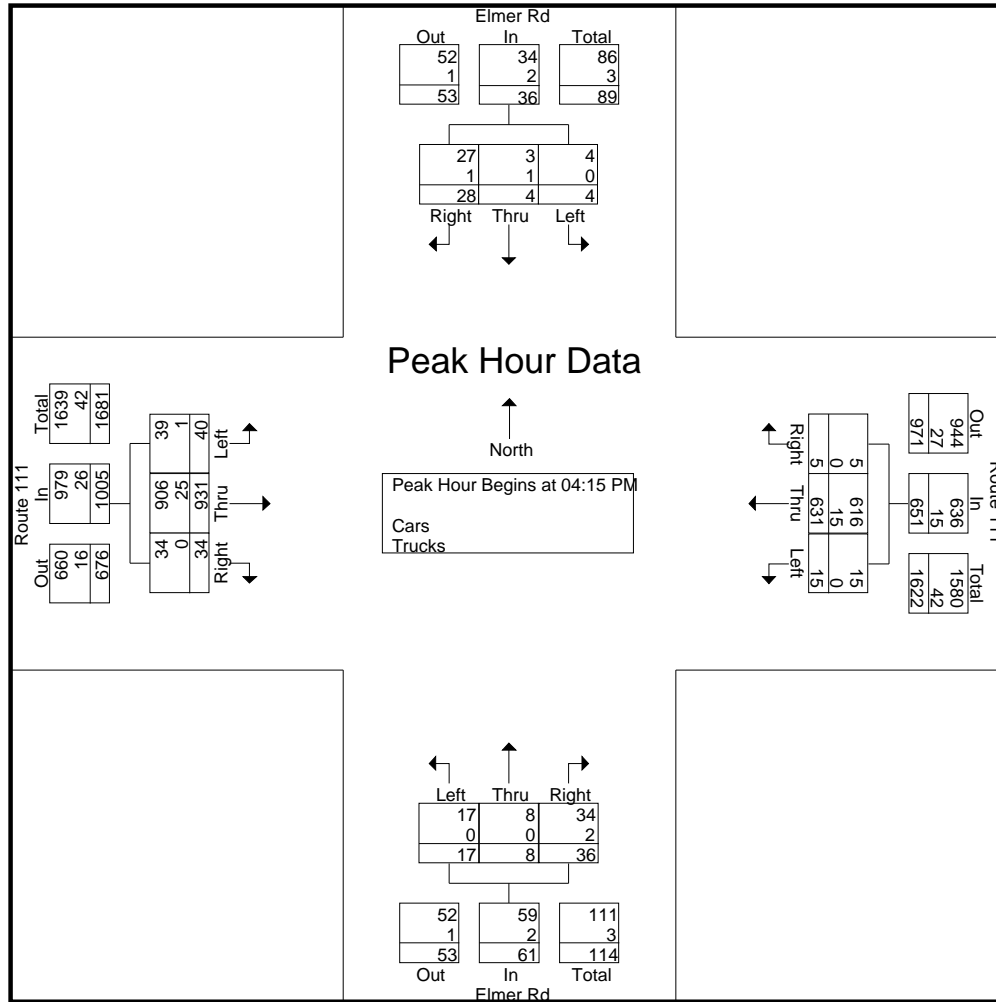 Elmer Rd
Out In Total
52 34 86
1 2 3
53 36 89
27 3 4
1 1 0
28 4 4
Right Thru Left
Peak Hour Data
North
Peak Hour Begins at 04:15 PM
Cars
Trucks
Route 111
Total
1639
42
1681
In
979
26
1005
Out
660
16
676
Left
39
1
40
Thru
906
25
931
Right
34
0
34
Route 111
Out
944
27
971
In
636
15
651
Total
1580
42
1622
Right
5
0
5
Thru
616
15
631
Left
15
0
15
Left Thru Right
17 8 34
0 0 2
17 8 36
52 59 111
1 2 3
53 61 114
Out In Total
Elmer Rd